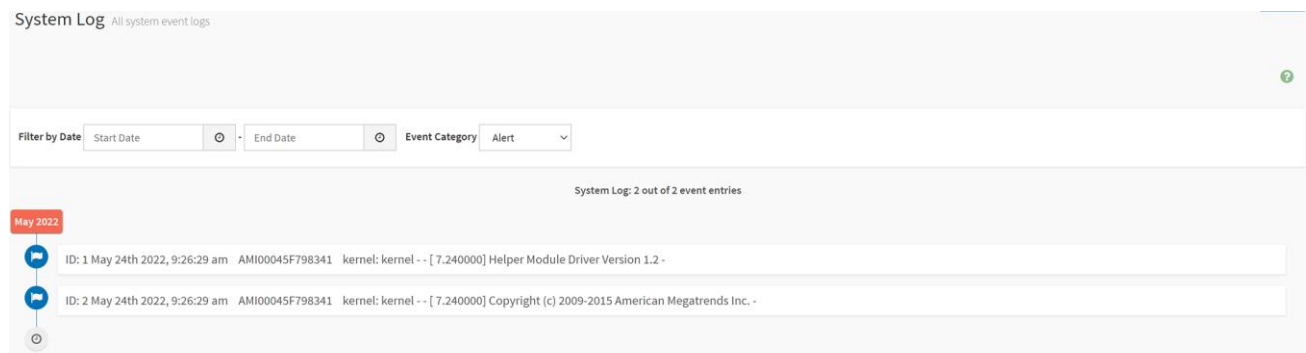 System Log All system event logs
Filter by Date Start Date - End Date Event Category Alert
System Log: 2 out of 2 event entries
May 2022
ID: 1 May 24th 2022, 9:26:29 am AMI00045F798341 kernel: kernel - - [ 7.240000] Helper Module Driver Version 1.2 -
ID: 2 May 24th 2022, 9:26:29 am AMI00045F798341 kernel: kernel - - [ 7.240000] Copyright (c) 2009-2015 American Megatrends Inc. -